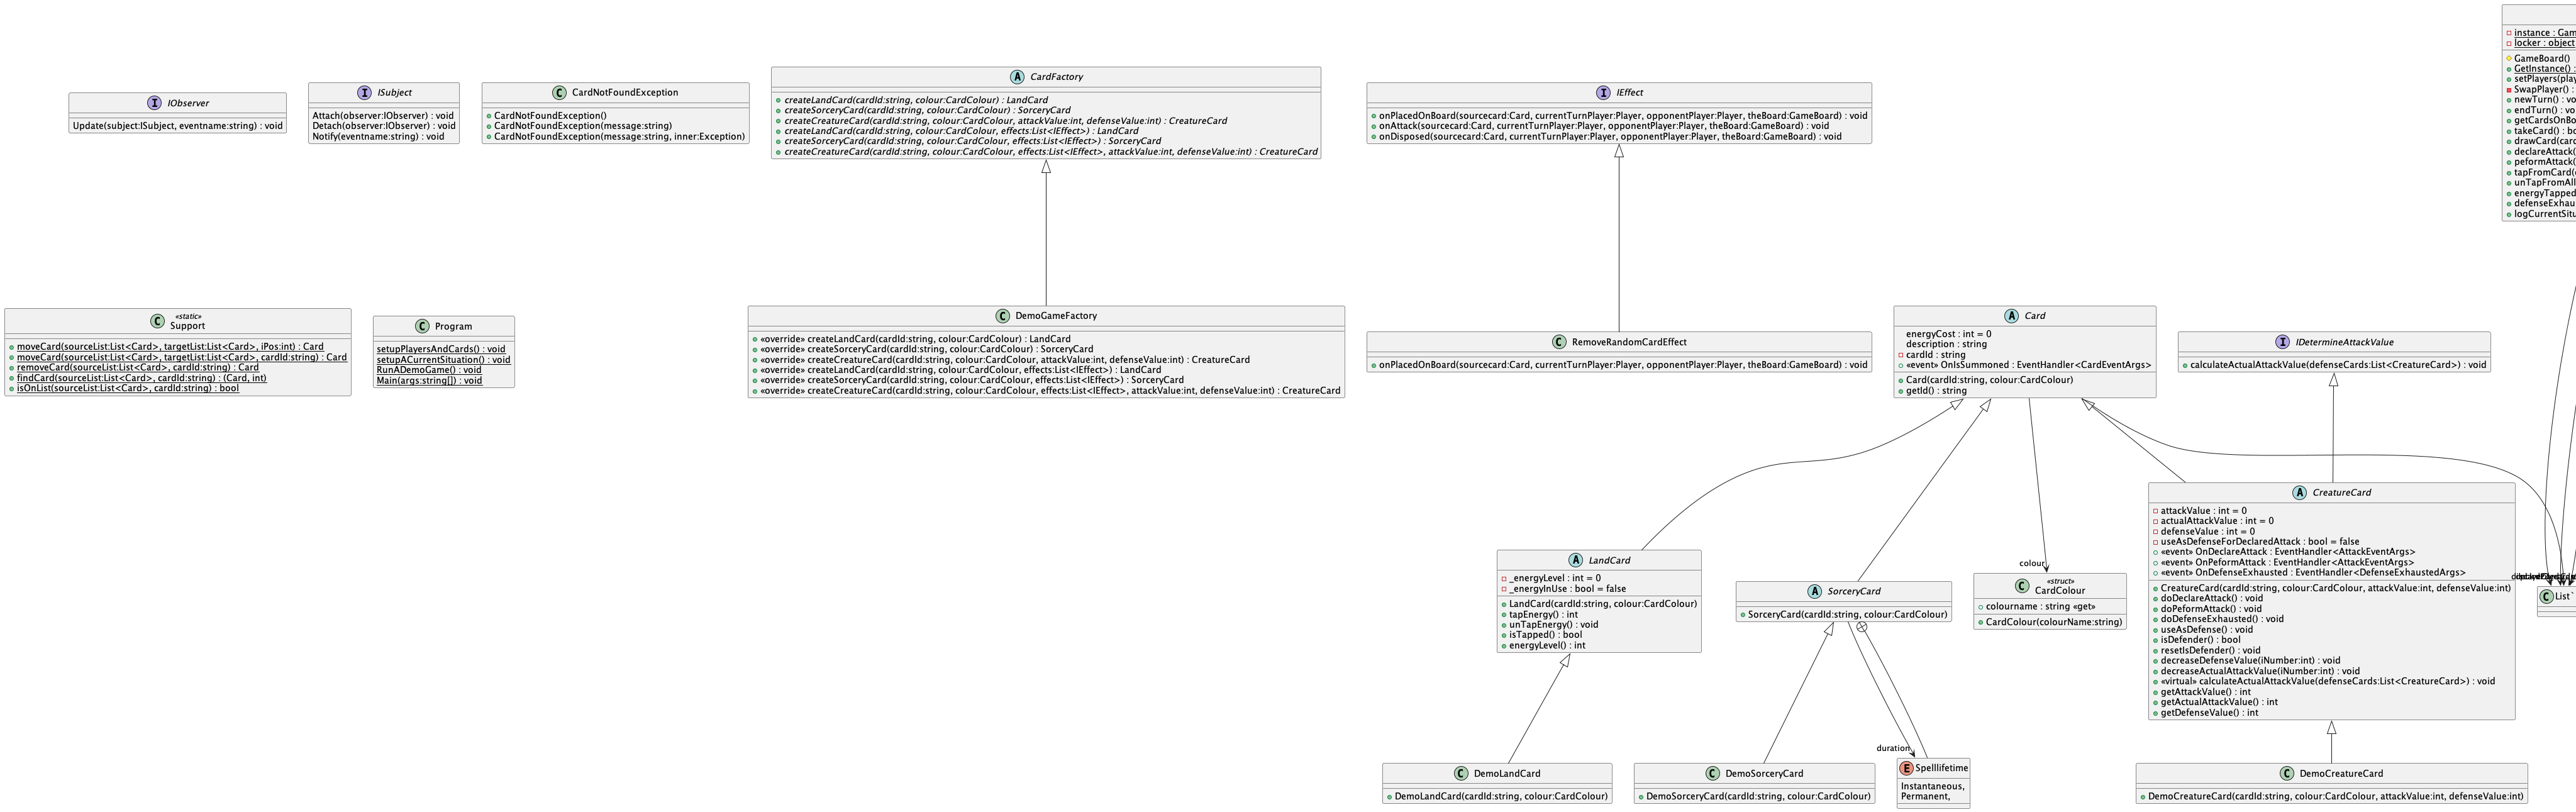 I IObserver
Update(subject:ISubject, eventname:string) : void
I ISubject
Attach(observer:IObserver) : void
Detach(observer:IObserver) : void
Notify(eventname:string) : void
C CardNotFoundException
CardNotFoundException()
CardNotFoundException(message:string)
CardNotFoundException(message:string, inner:Exception)
A CardFactory
createLandCard(cardId:string, colour:CardColour) : LandCard
createSorceryCard(cardId:string, colour:CardColour) : SorceryCard
createCreatureCard(cardId:string, colour:CardColour, attackValue:int, defenseValue:int) : CreatureCard
createLandCard(cardId:string, colour:CardColour, effects:List<IEffect>) : LandCard
createSorceryCard(cardId:string, colour:CardColour, effects:List<IEffect>) : SorceryCard
createCreatureCard(cardId:string, colour:CardColour, effects:List<IEffect>, attackValue:int, defenseValue:int) : CreatureCard
I IEffect
onPlacedOnBoard(sourcecard:Card, currentTurnPlayer:Player, opponentPlayer:Player, theBoard:GameBoard) : void
onAttack(sourcecard:Card, currentTurnPlayer:Player, opponentPlayer:Player, theBoard:GameBoard) : void
onDisposed(sourcecard:Card, currentTurnPlayer:Player, opponentPlayer:Player, theBoard:GameBoard) : void
instance : Gam
locker : object
GameBoard()
GetInstance() :
setPlayers(play
SwapPlayer() :
newTurn() : vo
endTurn() : vo
getCardsOnBo
takeCard() : bo
drawCard(card
declareAttack(
peformAttack(
tapFromCard(
unTapFromAll
energyTapped
defenseExhau
logCurrentSitu
«static»
C Support
moveCard(sourceList:List<Card>, targetList:List<Card>, iPos:int) : Card
moveCard(sourceList:List<Card>, targetList:List<Card>, cardId:string) : Card
removeCard(sourceList:List<Card>, cardId:string) : Card
findCard(sourceList:List<Card>, cardId:string) : (Card, int)
isOnList(sourceList:List<Card>, cardId:string) : bool
C Program
setupPlayersAndCards() : void
setupACurrentSituation() : void
RunADemoGame() : void
Main(args:string[]) : void
C DemoGameFactory
«override» createLandCard(cardId:string, colour:CardColour) : LandCard
«override» createSorceryCard(cardId:string, colour:CardColour) : SorceryCard
«override» createCreatureCard(cardId:string, colour:CardColour, attackValue:int, defenseValue:int) : CreatureCard
«override» createLandCard(cardId:string, colour:CardColour, effects:List<IEffect>) : LandCard
«override» createSorceryCard(cardId:string, colour:CardColour, effects:List<IEffect>) : SorceryCard
«override» createCreatureCard(cardId:string, colour:CardColour, effects:List<IEffect>, attackValue:int, defenseValue:int) : CreatureCard
C RemoveRandomCardEffect
onPlacedOnBoard(sourcecard:Card, currentTurnPlayer:Player, opponentPlayer:Player, theBoard:GameBoard) : void
A Card
energyCost : int = 0
description : string
cardId : string
«event» OnIsSummoned : EventHandler<CardEventArgs>
Card(cardId:string, colour:CardColour)
getId() : string
I IDetermineAttackValue
calculateActualAttackValue(defenseCards:List<CreatureCard>) : void
A LandCard
_energyLevel : int = 0
_energyInUse : bool = false
LandCard(cardId:string, colour:CardColour)
tapEnergy() : int
unTapEnergy() : void
isTapped() : bool
energyLevel() : int
A SorceryCard
SorceryCard(cardId:string, colour:CardColour)
colour
«struct»
C CardColour
colourname : string «get»
CardColour(colourName:string)
A CreatureCard
attackValue : int = 0
actualAttackValue : int = 0
defenseValue : int = 0
useAsDefenseForDeclaredAttack : bool = false
«event» OnDeclareAttack : EventHandler<AttackEventArgs>
«event» OnPeformAttack : EventHandler<AttackEventArgs>
«event» OnDefenseExhausted : EventHandler<DefenseExhaustedArgs>
CreatureCard(cardId:string, colour:CardColour, attackValue:int, defenseValue:int)
doDeclareAttack() : void
doPeformAttack() : void
doDefenseExhausted() : void
useAsDefense() : void
isDefender() : bool
resetIsDefender() : void
decreaseDefenseValue(iNumber:int) : void
decreaseActualAttackValue(iNumber:int) : void
«virtual» calculateActualAttackValue(defenseCards:List<CreatureCard>) : void
getAttackValue() : int
getActualAttackValue() : int
getDefenseValue() : int
C List`
C DemoLandCard
DemoLandCard(cardId:string, colour:CardColour)
C DemoSorceryCard
DemoSorceryCard(cardId:string, colour:CardColour)
duration
E Spelllifetime
Instantaneous,
Permanent,
C DemoCreatureCard
DemoCreatureCard(cardId:string, colour:CardColour, attackValue:int, defenseValue:int)